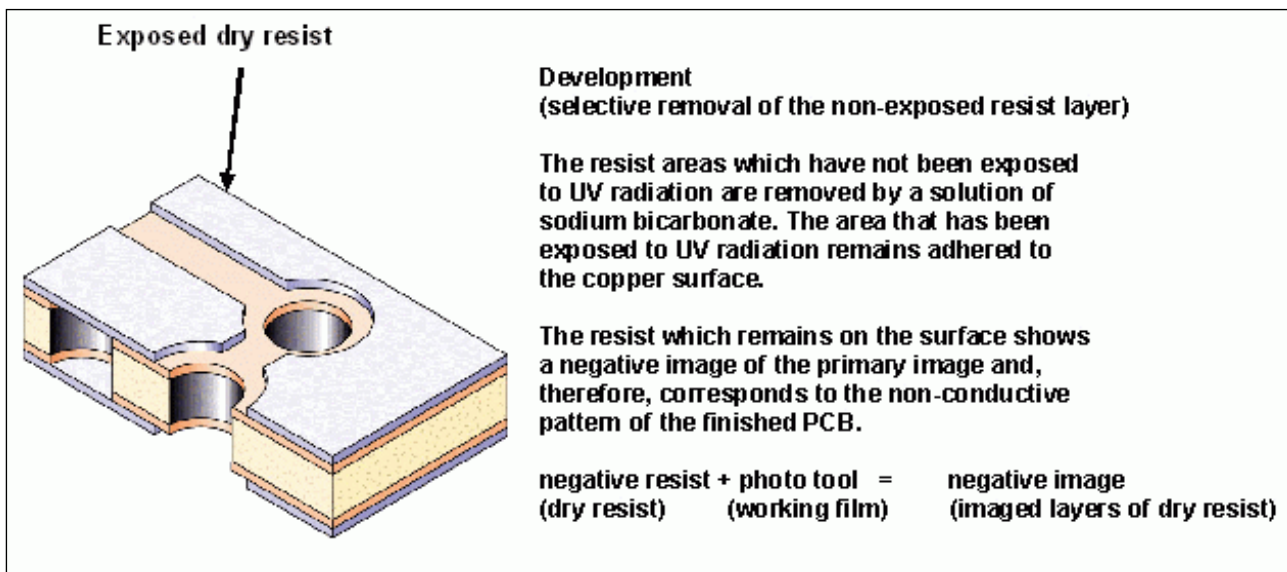 Exposed dry resist
Development
(selective removal of the non-exposed resist layer)
The resist areas which have not been exposed
to UV radiation are removed by a solution of
sodium bicarbonate. The area that has been
exposed to UV radiation remains adhered to
the copper surface.
The resist which remains on the surface shows
a negative image of the primary image and,
therefore, corresponds to the non-conductive
pattern of the finished PCB.
negative resist + photo tool = negative image
(dry resist) (working film) (imaged layers of dry resist)